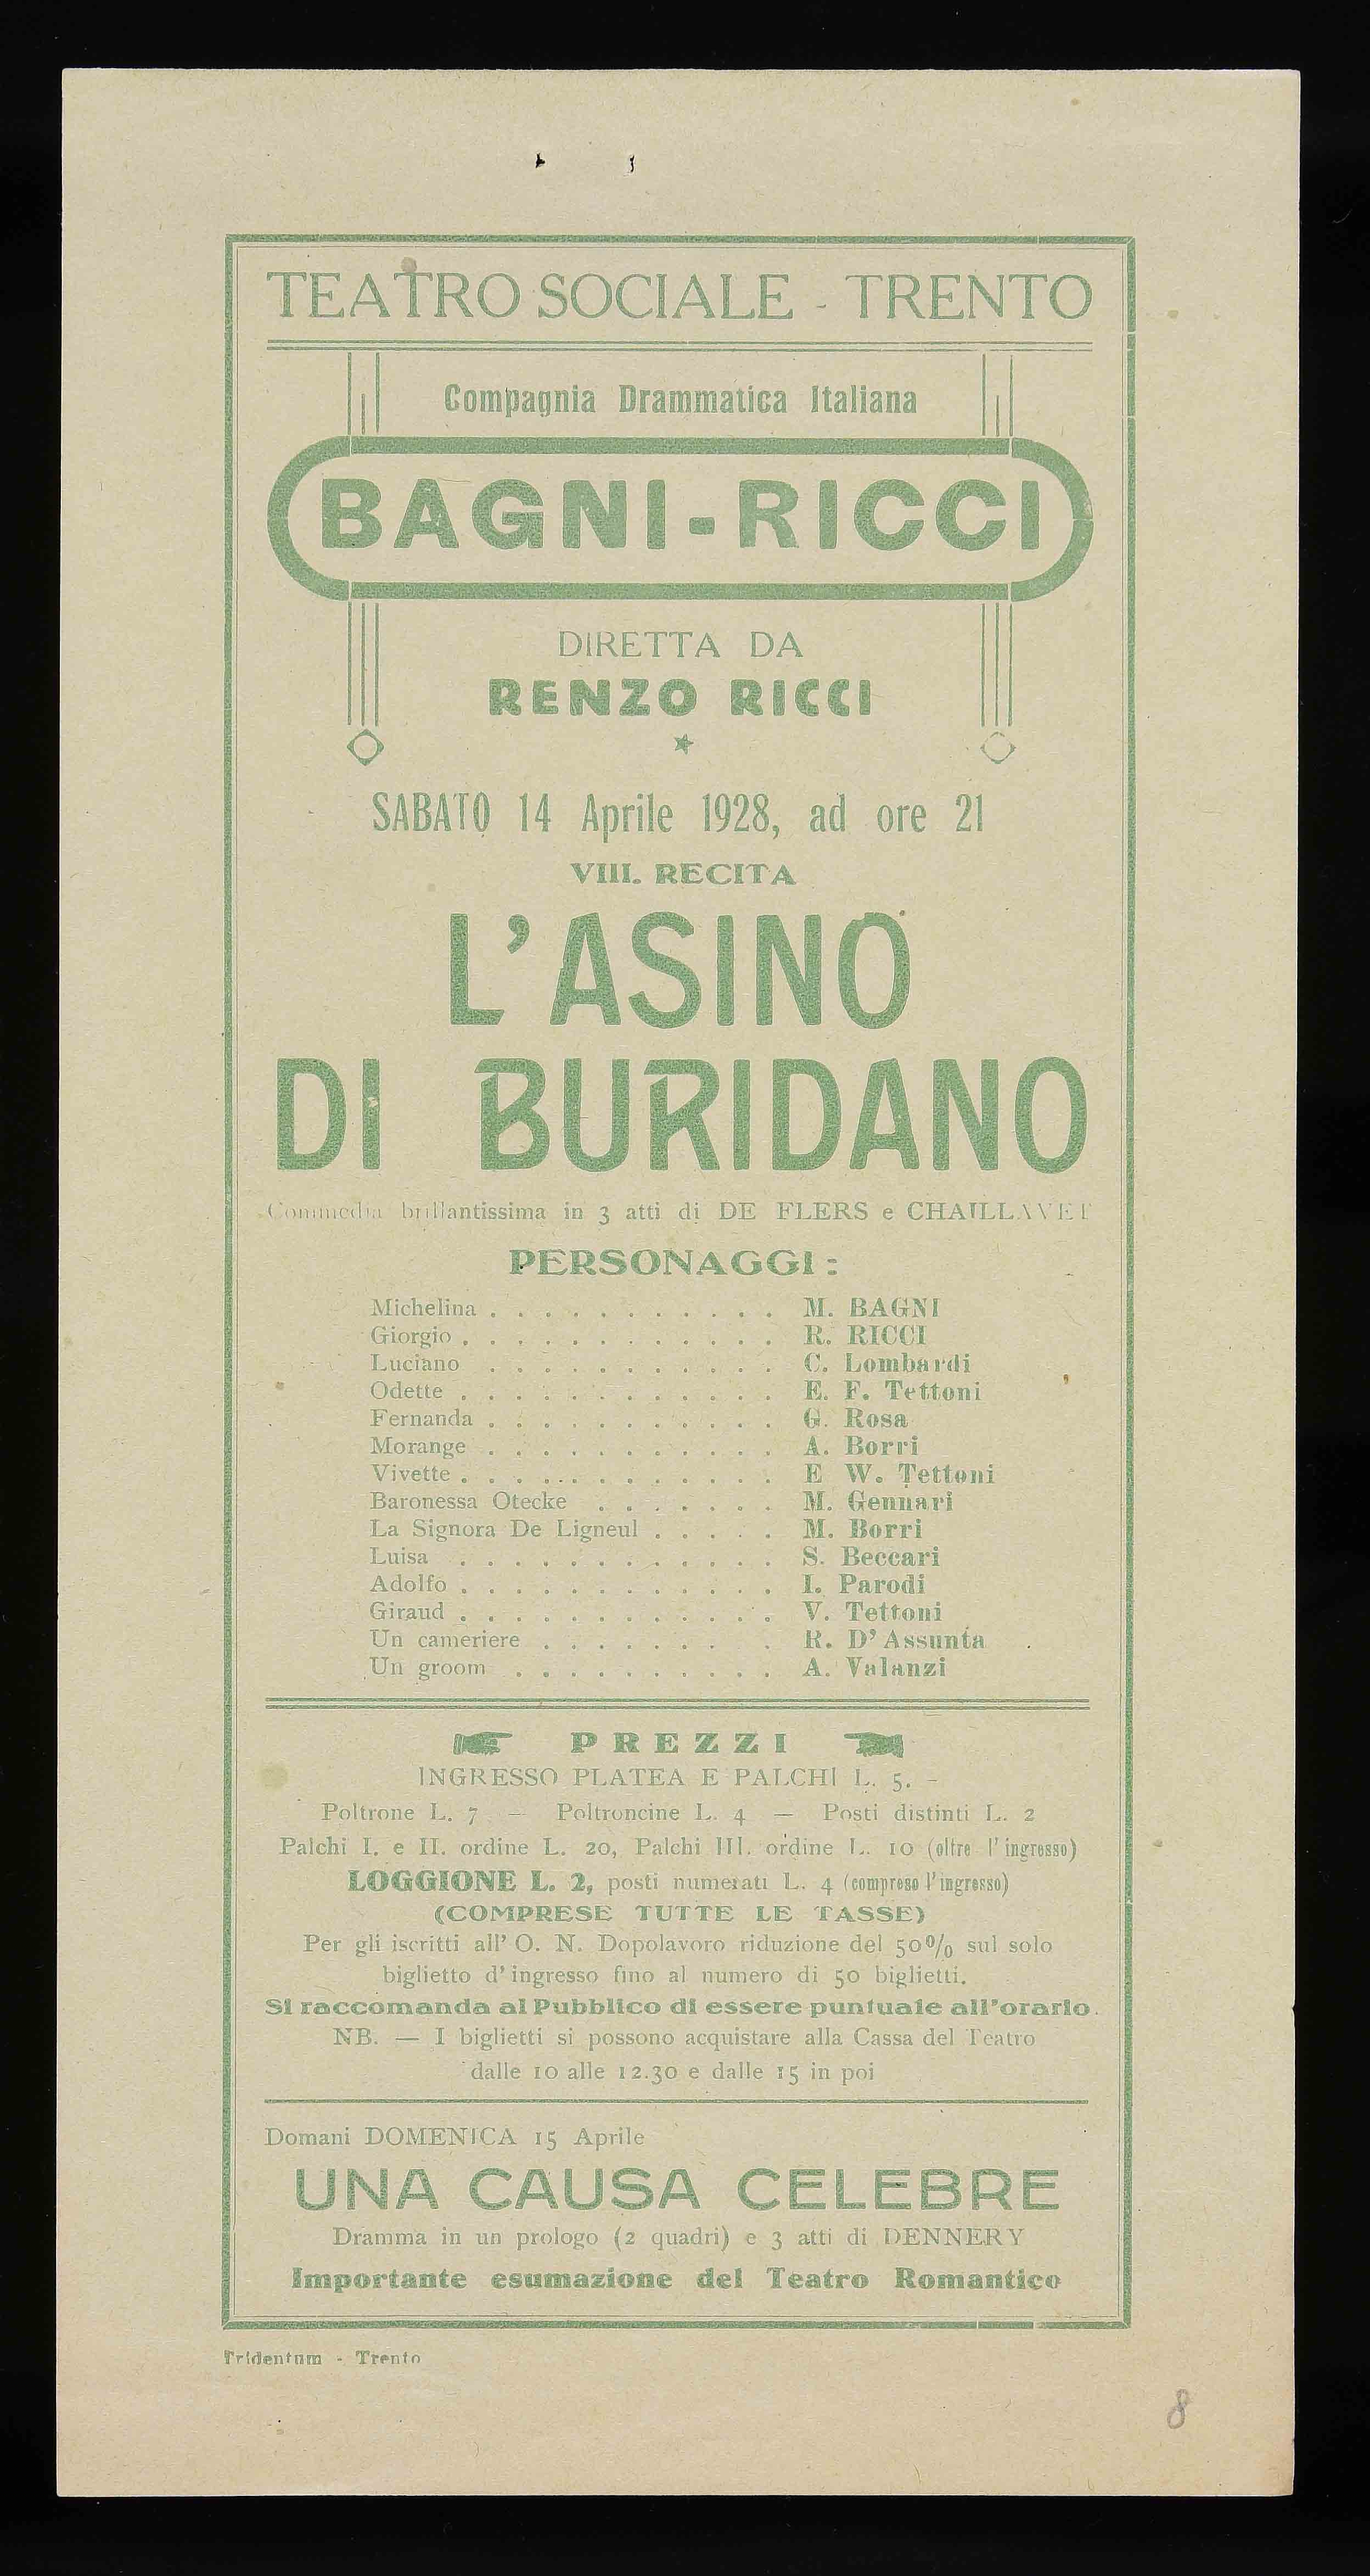 TEATRO SOCIALE - TRENTO
Compagnia Drammatica Italiana
BAGNI-RICCI
DIRETTA DA
RENZO RICCI
SABATO 14 Aprile 1928, ad ore 21
VIII. RECITA
L'ASINO
DI BURIDANO
Commedia brillantissima in 3 atti di DE FLERS e CHAILLAVET
PERSONAGGI:
Michelina . . . . . . . . . . . M. BAGNI
Giorgio . . . . . . . . . . . . R. RICCI
Luciano . . . . . . . . . . . C. Lombardi
Odette . . . . . . . . . . . . E. F. Tettoni
Fernanda . . . . . . . . . . . G. Rosa
Morange . . . . . . . . . . . A. Borri
Vivette . . . . . . . . . . . . E W. Tettoni
Baronessa Otecke . . . . . . . M. Gennari
La Signora De Ligneul . . . . . M. Borri
Luisa . . . . . . . . . . . . S. Beccari
Adolfo . . . . . . . . . . . . I. Parodi
Giraud . . . . . . . . . . . . V. Tettoni
Un cameriere . . . . . . . . R. D'Assunta
Un groom . . . . . . . . . . A. Valanzi
PREZZI
INGRESSO PLATEA E PALCHI L. 5. -
Poltrone L. 7 — Poltroncine L. 4 — Posti distinti L. 2
Palchi I. e II. ordine L. 20, Palchi III. ordine L. 10 (oltre l'ingresso)
LOGGIONE L. 2, posti numerati L. 4 (compreso l'ingresso)
(COMPRESE TUTTE LE TASSE)
Per gli iscritti all'O. N. Dopolavoro riduzione del 50% sul solo
biglietto d'ingresso fino al numero di 50 biglietti.
Si raccomanda al Pubblico di essere puntuale all'orario.
NB. — I biglietti si possono acquistare alla Cassa del Teatro
dalle 10 alle 12.30 e dalle 15 in poi
Domani DOMENICA 15 Aprile
UNA CAUSA CELEBRE
Dramma in un prologo (2 quadri) e 3 atti di DENNERY
Importante esumazione del Teatro Romantico
Tridentum - Trento
8